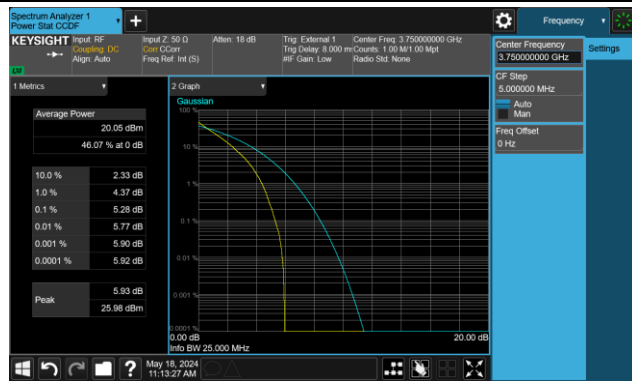 Spectrum Analyzer 1
Power Stat CCDF
Frequency
KEYSIGHT
Input: RF
Coupling: DC
Align: Auto
Input Z: 50 Ω
Corr CCorr
Freq Ref: Int (S)
Atten: 18 dB
Trig: External 1
Trig Delay: 8.000 m
#IF Gain: Low
Center Freq: 3.750000000 GHz
Counts: 1.00 M/1.00 Mpt
Radio Std: None
Center Frequency
3.750000000 GHz
Settings
CF Step
5.000000 MHz
Auto
Man
Freq Offset
0 Hz
1 Metrics
Average Power
20.05 dBm
46.07 % at 0 dB
10.0 % 2.33 dB
1.0 % 4.37 dB
0.1 % 5.28 dB
0.01 % 5.77 dB
0.001 % 5.90 dB
0.0001 % 5.92 dB
Peak
5.93 dB
25.98 dBm
2 Graph
Gaussian
100 %
10 %
1 %
0.1 %
0.01 %
0.001 %
0.0001 %
0.00 dB
20.00 dB
Info BW 25.000 MHz
?
May 18, 2024
11:13:27 AM